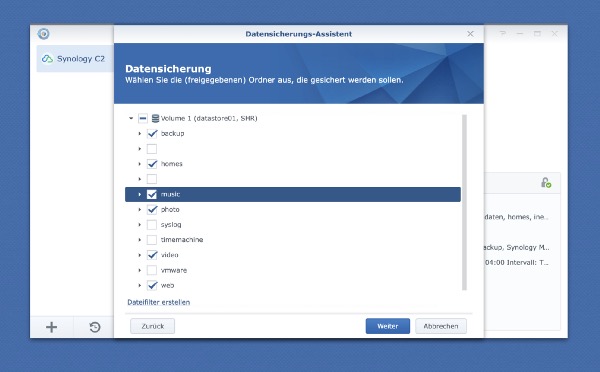 Datensicherungs-Assistent
Synology C2
Datensicherung
Wählen Sie die (freigegebenen) Ordner aus, die gesichert werden sollen.
Volume 1 (datastore01, SHR)
backup
homes
music
photo
syslog
timemachine
video
vmware
web
daten, homes, ine...
ackup, Synology M...
04:00 Intervall: T...
Dateifilter erstellen
Zurück
Weiter
Abbrechen